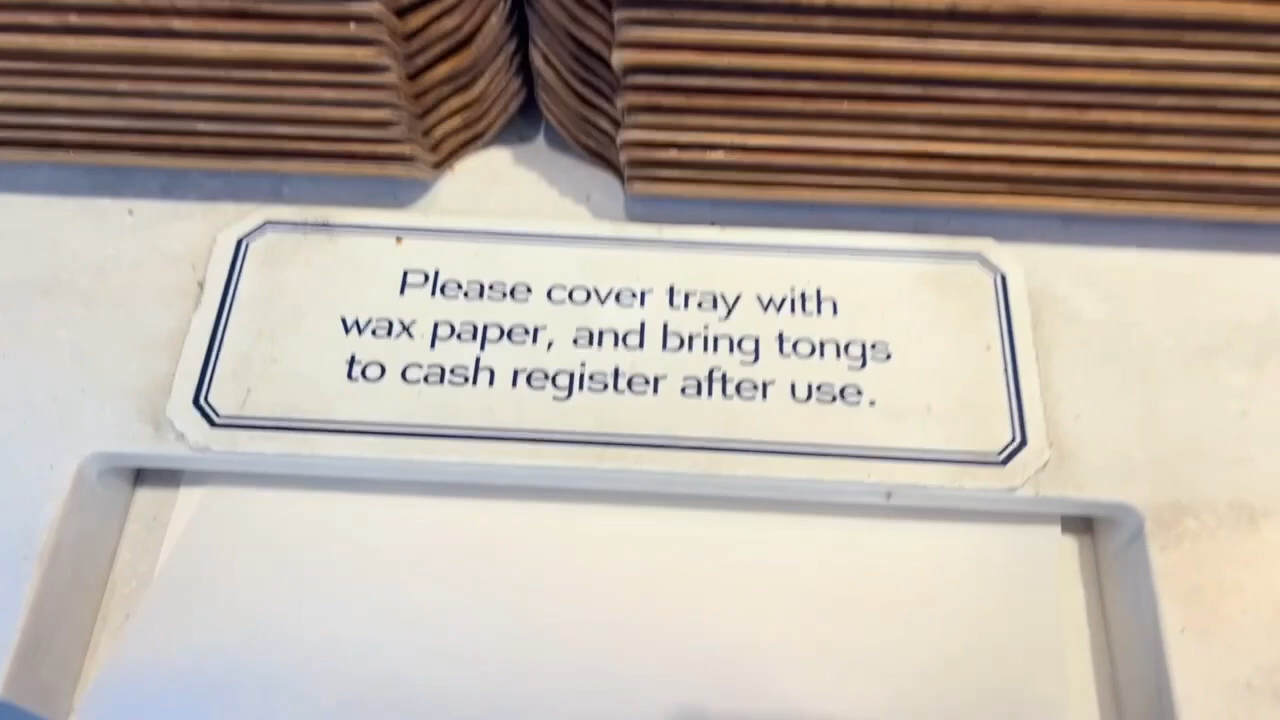 Please cover tray with
wax paper, and bring tongs
to cash register after use.